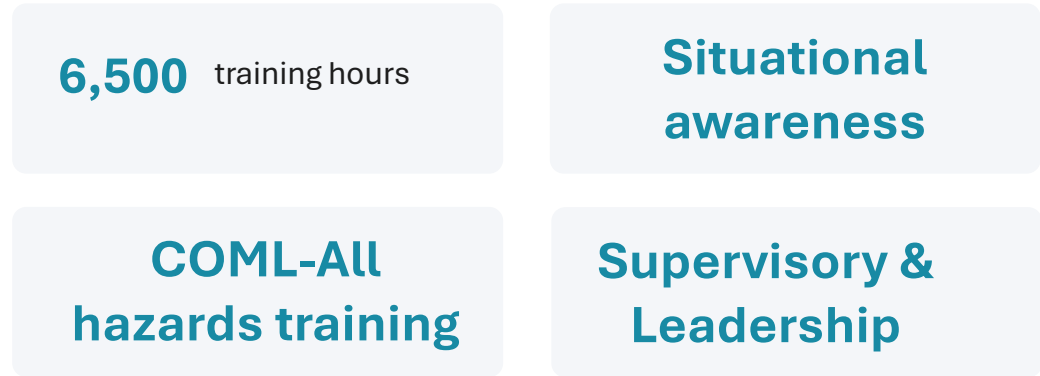 6,500 training hours
Situational
awareness
COML-All
hazards training
Supervisory &
Leadership